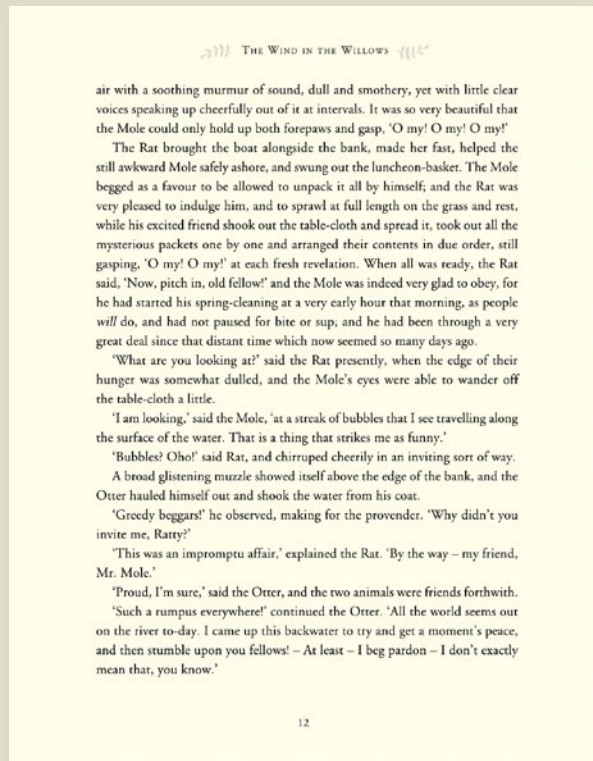 The Wind in the Willows
air with a soothing murmur of sound, dull and smothery, yet with little clear
voices speaking up cheerfully out of it at intervals. It was so very beautiful that
the Mole could only hold up both forepaws and gasp, ‘O my! O my! O my!’
The Rat brought the boat alongside the bank, made her fast, helped the
still awkward Mole safely ashore, and swung out the luncheon-basket. The Mole
begged as a favour to be allowed to unpack it all by himself; and the Rat was
very pleased to indulge him, and to sprawl at full length on the grass and rest,
while his excited friend shook out the table-cloth and spread it, took out all the
mysterious packets one by one and arranged their contents in due order, still
gasping, ‘O my! O my!’ at each fresh revelation. When all was ready, the Rat
said, ‘Now, pitch in, old fellow!’ and the Mole was indeed very glad to obey, for
he had started his spring-cleaning at a very early hour that morning, as people
will do, and had not paused for bite or sup; and he had been through a very
great deal since that distant time which now seemed so many days ago.
‘What are you looking at?’ said the Rat presently, when the edge of their
hunger was somewhat dulled, and the Mole’s eyes were able to wander off
the table-cloth a little.
‘I am looking,’ said the Mole, ‘at a streak of bubbles that I see travelling along
the surface of the water. That is a thing that strikes me as funny.’
‘Bubbles? Oho!’ said Rat, and chirruped cheerily in an inviting sort of way.
A broad glistening muzzle showed itself above the edge of the bank, and the
Otter hauled himself out and shook the water from his coat.
‘Greedy beggars!’ he observed, making for the provender. ‘Why didn’t you
invite me, Ratty?’
‘This was an impromptu affair,’ explained the Rat. ‘By the way – my friend,
Mr. Mole.’
‘Proud, I’m sure,’ said the Otter, and the two animals were friends forthwith.
‘Such a rumpus everywhere!’ continued the Otter. ‘All the world seems out
on the river to-day. I came up this backwater to try and get a moment’s peace,
and then stumble upon you fellows! – At least – I beg pardon – I don’t exactly
mean that, you know.’
12